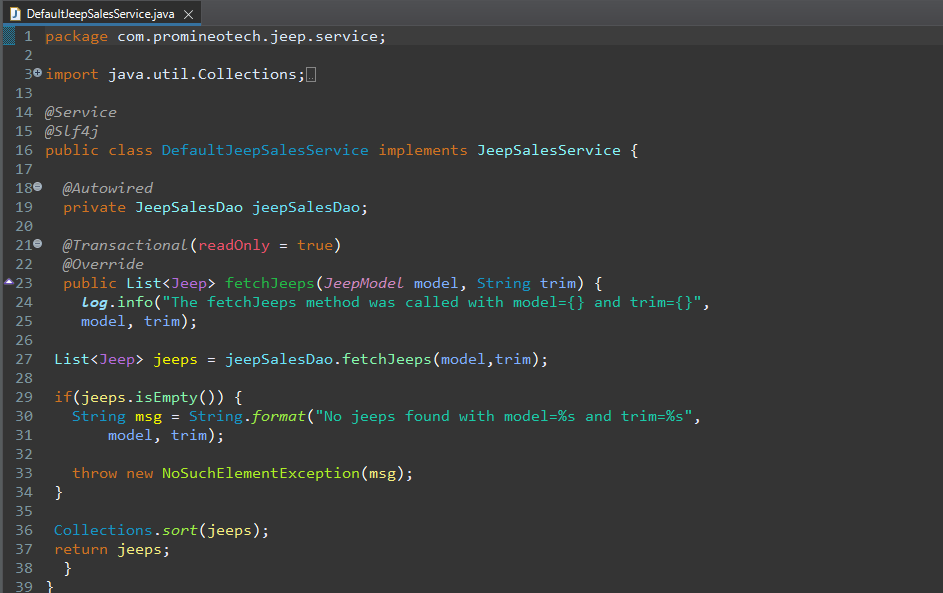 DefaultJeepSalesService.java
1 package com.promineotech.jeep.service;
2
3 import java.util.Collections;
13
14 @Service
15 @Slf4j
16 public class DefaultJeepSalesService implements JeepSalesService {
17
18 @Autowired
19 private JeepSalesDao jeepSalesDao;
20
21 @Transactional(readOnly = true)
22 @Override
23 public List<Jeep> fetchJeeps(JeepModel model, String trim) {
24 log.info("The fetchJeeps method was called with model={} and trim={}",
25 model, trim);
26
27 List<Jeep> jeeps = jeepSalesDao.fetchJeeps(model,trim);
28
29 if(jeeps.isEmpty()) {
30 String msg = String.format("No jeeps found with model=%s and trim=%s",
31 model, trim);
32
33 throw new NoSuchElementException(msg);
34 }
35
36 Collections.sort(jeeps);
37 return jeeps;
38 }
39 }